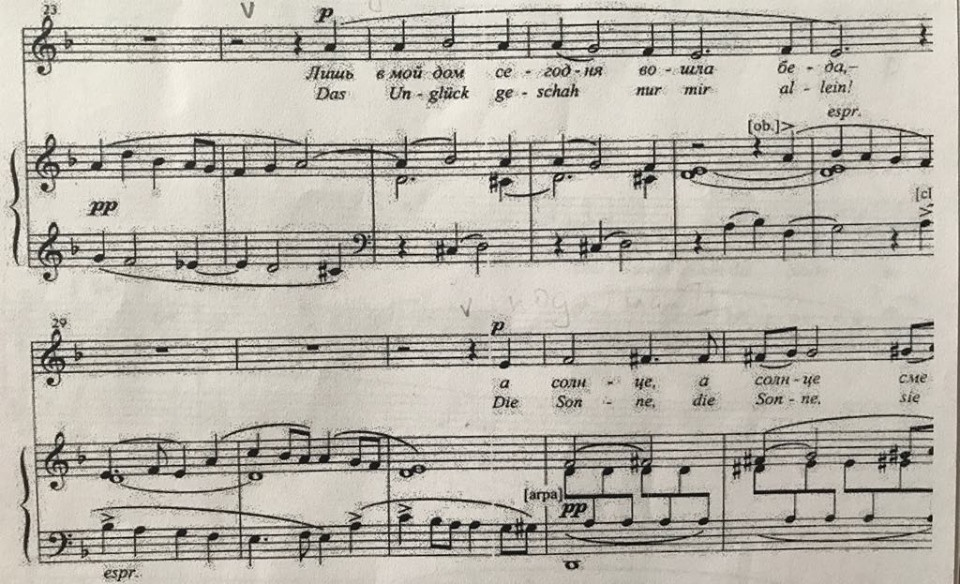 23
V
p
Лишь в мой дом се - год - ня во - шла бе - да,–
Das Un - glück ge - schah nur mir al - lein!
espr.
[ob.]
pp
[cl
29
V
p
а солн - це, а солн - це сме
Die Son - ne, die Son - ne, sie
[arpa]
pp
espr.